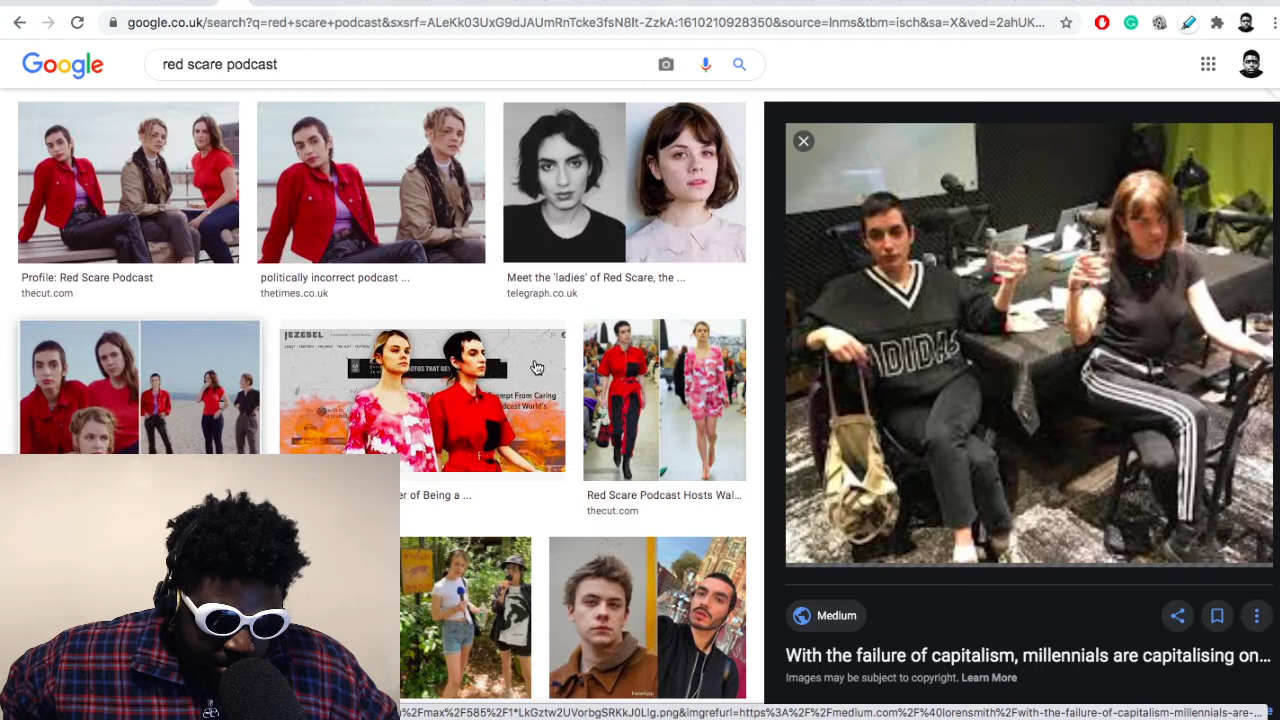 google.co.uk/search?q=red+scare+podcast&sxsrf=ALeKk03UxG9dJAUmRnTcke3fsN8It-ZzkA:1610210928350&source=lnms&tbm=isch&sa=X&ved=2ahUK...
Google
red scare podcast
Profile: Red Scare Podcast
thecut.com
politically incorrect podcast ...
thetimes.co.uk
Meet the 'ladies' of Red Scare, the ...
telegraph.co.uk
JEZEBEL
er of Being a ...
Red Scare Podcast Hosts Wal...
thecut.com
ADIDAS
Medium
With the failure of capitalism, millennials are capitalising on...
Images may be subject to copyright. Learn More